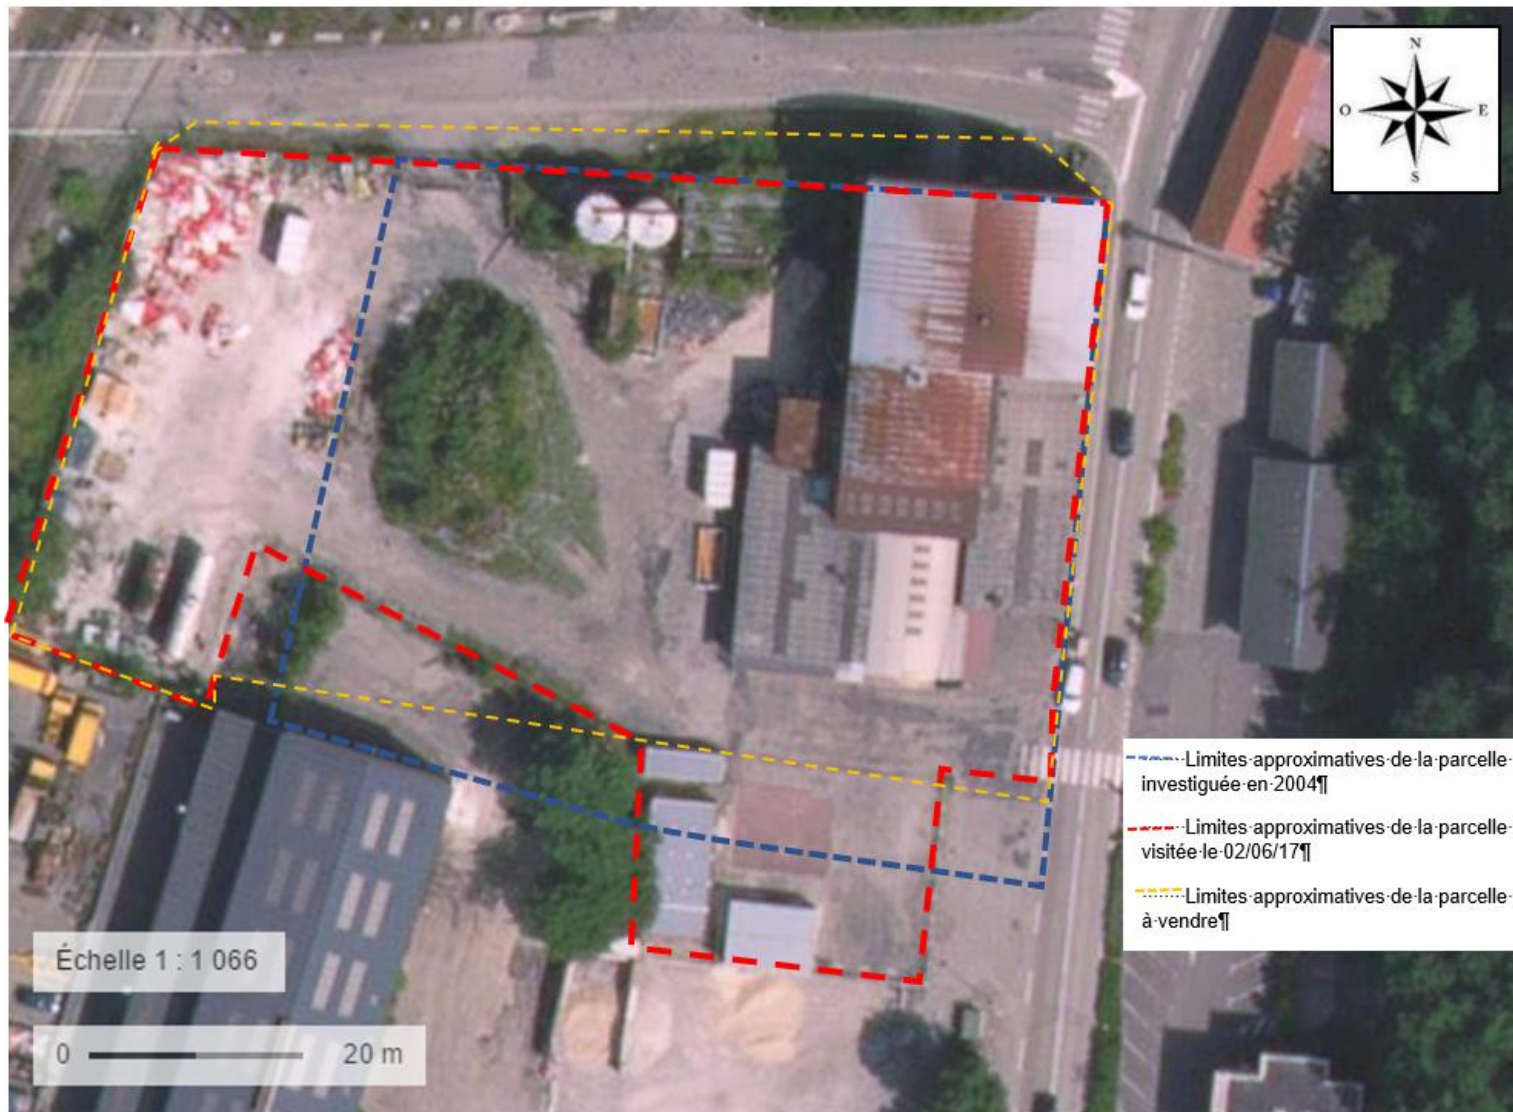 N
O
E
S
Limites·approximatives·de·la·parcelle·
investiguée·en·2004¶
Limites·approximatives·de·la·parcelle·
visitée·le·02/06/17¶
Limites·approximatives·de·la·parcelle·
à·vendre¶
Échelle 1 : 1 066
0 20 m